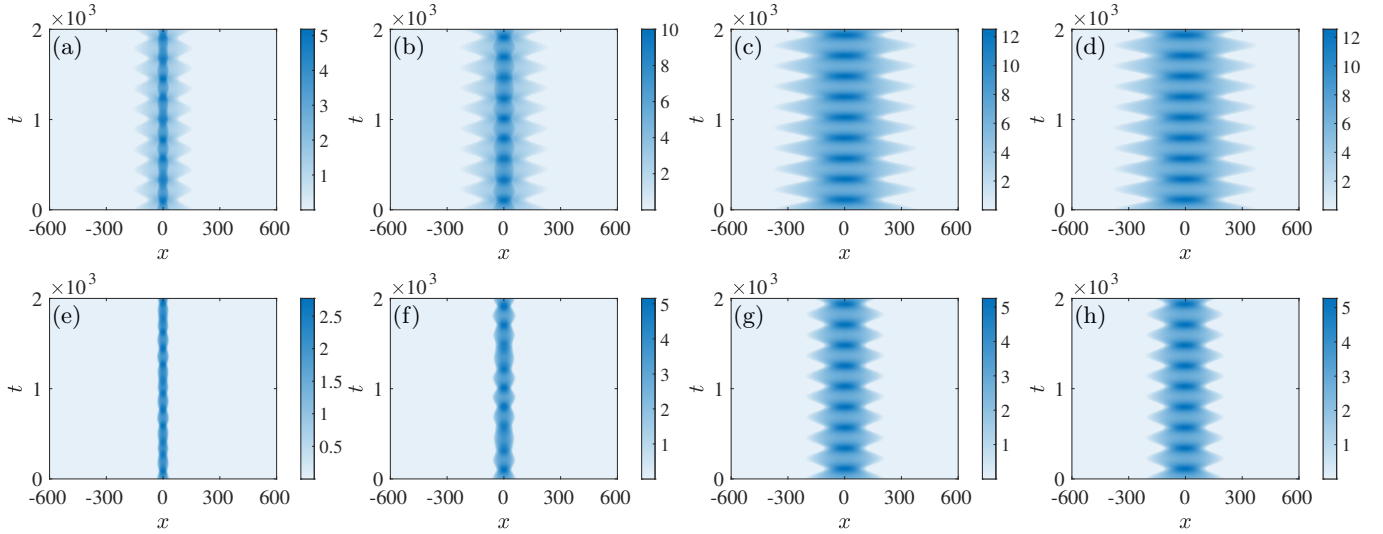 ×10³ ×10³ ×10³ ×10³
2 (a) 5 2 (b) 10 2 (c) 12 2 (d) 12
4 8 10 10
t 1 3 t 1 6 t 1 8 t 1 8
2 4 6 6
1 2 4 4
2 2
0 0 0 0
-600 -300 0 300 600 -600 -300 0 300 600 -600 -300 0 300 600 -600 -300 0 300 600
x x x x
×10³ ×10³ ×10³ ×10³
2 (e) 2.5 2 (f) 5 2 (g) 5 2 (h) 5
2 4 4 4
t 1 1.5 t 1 3 t 1 3 t 1 3
1 2 2 2
0.5 1 1 1
0 0 0 0
-600 -300 0 300 600 -600 -300 0 300 600 -600 -300 0 300 600 -600 -300 0 300 600
x x x x